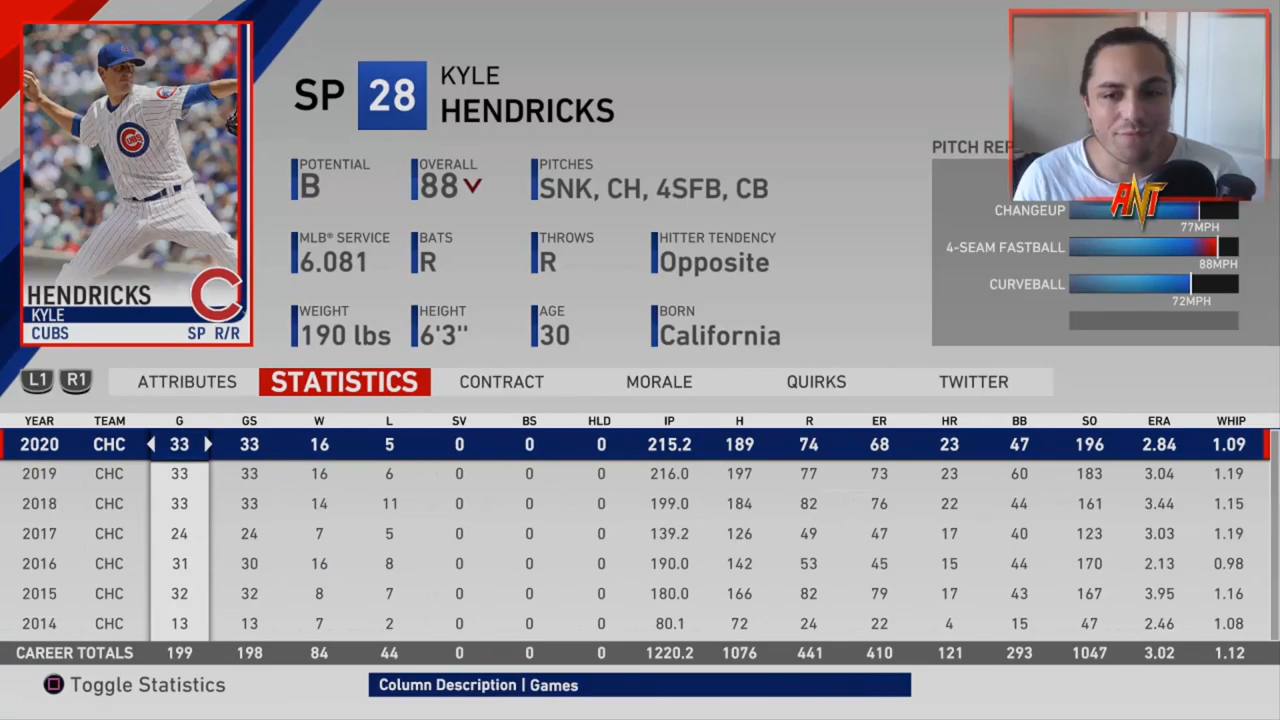 SP 28 KYLE
HENDRICKS
POTENTIAL OVERALL PITCHES
B 88 SNK, CH, 4SFB, CB
MLB® SERVICE BATS THROWS HITTER TENDENCY
6.081 R R Opposite
WEIGHT HEIGHT AGE BORN
190 lbs 6'3" 30 California
HENDRICKS
KYLE
CUBS SP R/R
PITCH REP
ANT
CHANGEUP
77MPH
4-SEAM FASTBALL
88MPH
CURVEBALL
72MPH
L1 R1 ATTRIBUTES STATISTICS CONTRACT MORALE QUIRKS TWITTER
YEAR TEAM G GS W L SV BS HLD IP H R ER HR BB SO ERA WHIP
2020 CHC 33 33 16 5 0 0 0 215.2 189 74 68 23 47 196 2.84 1.09
2019 CHC 33 33 16 6 0 0 0 216.0 197 77 73 23 60 183 3.04 1.19
2018 CHC 33 33 14 11 0 0 0 199.0 184 82 76 22 44 161 3.44 1.15
2017 CHC 24 24 7 5 0 0 0 139.2 126 49 47 17 40 123 3.03 1.19
2016 CHC 31 30 16 8 0 0 0 190.0 142 53 45 15 44 170 2.13 0.98
2015 CHC 32 32 8 7 0 0 0 180.0 166 82 79 17 43 167 3.95 1.16
2014 CHC 13 13 7 2 0 0 0 80.1 72 24 22 4 15 47 2.46 1.08
CAREER TOTALS 199 198 84 44 0 0 0 1220.2 1076 441 410 121 293 1047 3.02 1.12
Toggle Statistics
Column Description | Games